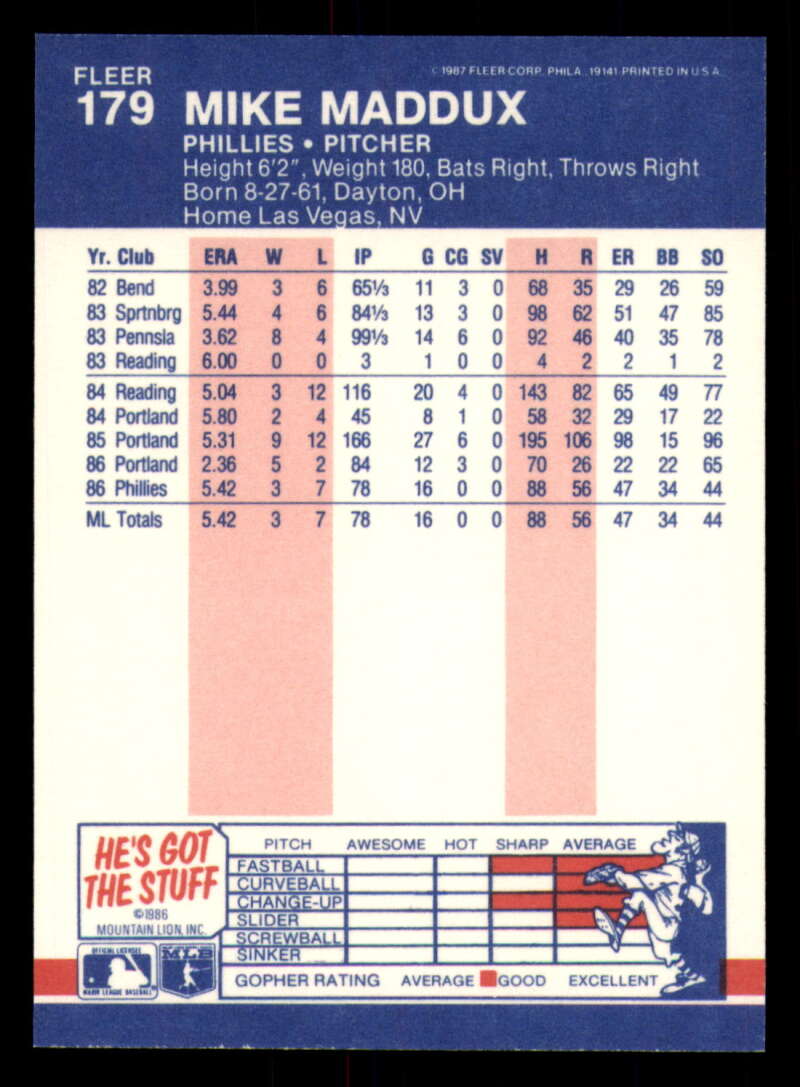 FLEER
© 1987 FLEER CORP. PHILA. 19141 PRINTED IN U.S.A.
179 MIKE MADDUX
PHILLIES • PITCHER
Height 6'2", Weight 180, Bats Right, Throws Right
Born 8-27-61, Dayton, OH
Home Las Vegas, NV
Yr. Club ERA W L IP G CG SV H R ER BB SO
82 Bend 3.99 3 6 65⅓ 11 3 0 68 35 29 26 59
83 Sprtnbrg 5.44 4 6 84⅓ 13 3 0 98 62 51 47 85
83 Pennsla 3.62 8 4 99⅓ 14 6 0 92 46 40 35 78
83 Reading 6.00 0 0 3 1 0 0 4 2 2 1 2
84 Reading 5.04 3 12 116 20 4 0 143 82 65 49 77
84 Portland 5.80 2 4 45 8 1 0 58 32 29 17 22
85 Portland 5.31 9 12 166 27 6 0 195 106 98 15 96
86 Portland 2.36 5 2 84 12 3 0 70 26 22 22 65
86 Phillies 5.42 3 7 78 16 0 0 88 56 47 34 44
ML Totals 5.42 3 7 78 16 0 0 88 56 47 34 44
HE'S GOT
THE STUFF
©1986
MOUNTAIN LION, INC.
OFFICIAL LICENSEE
MAJOR LEAGUE BASEBALL
MLB
PITCH AWESOME HOT SHARP AVERAGE
FASTBALL
CURVEBALL
CHANGE-UP
SLIDER
SCREWBALL
SINKER
GOPHER RATING AVERAGE GOOD EXCELLENT